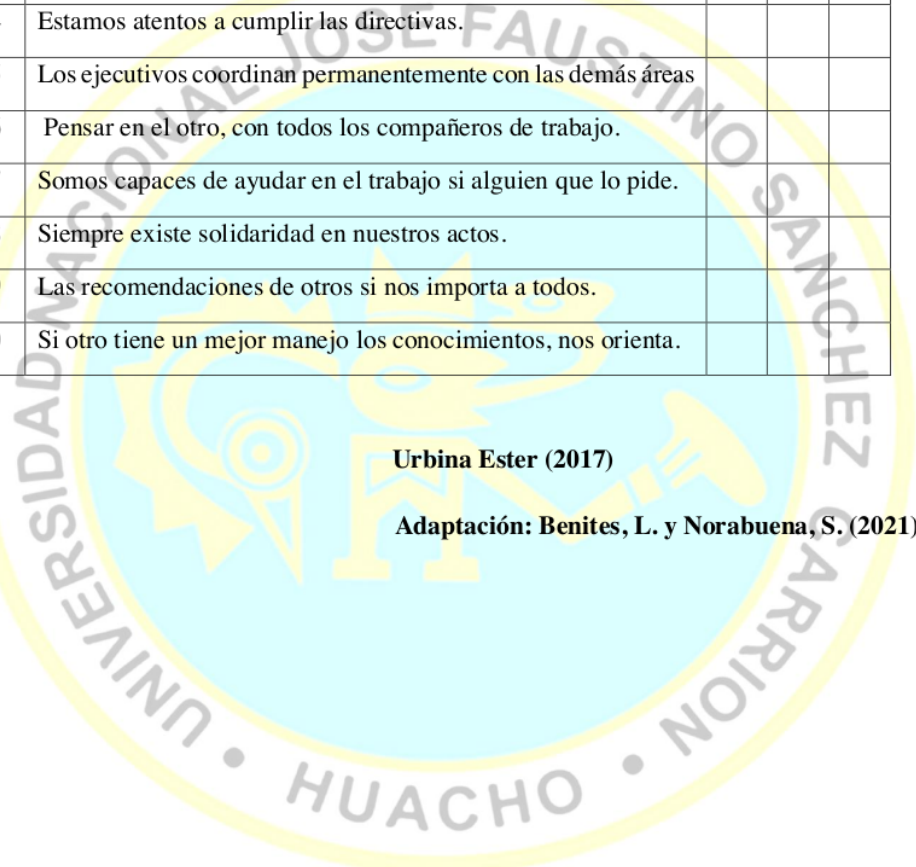 Estamos atentos a cumplir las directivas.
Los ejecutivos coordinan permanentemente con las demás áreas
Pensar en el otro, con todos los compañeros de trabajo.
Somos capaces de ayudar en el trabajo si alguien que lo pide.
Siempre existe solidaridad en nuestros actos.
Las recomendaciones de otros si nos importa a todos.
Si otro tiene un mejor manejo los conocimientos, nos orienta.
Urbina Ester (2017)
Adaptación: Benites, L. y Norabuena, S. (2021)
UNIVERSIDAD NACIONAL JOSE FAUSTINO SANCHEZ CARRION • HUACHO •